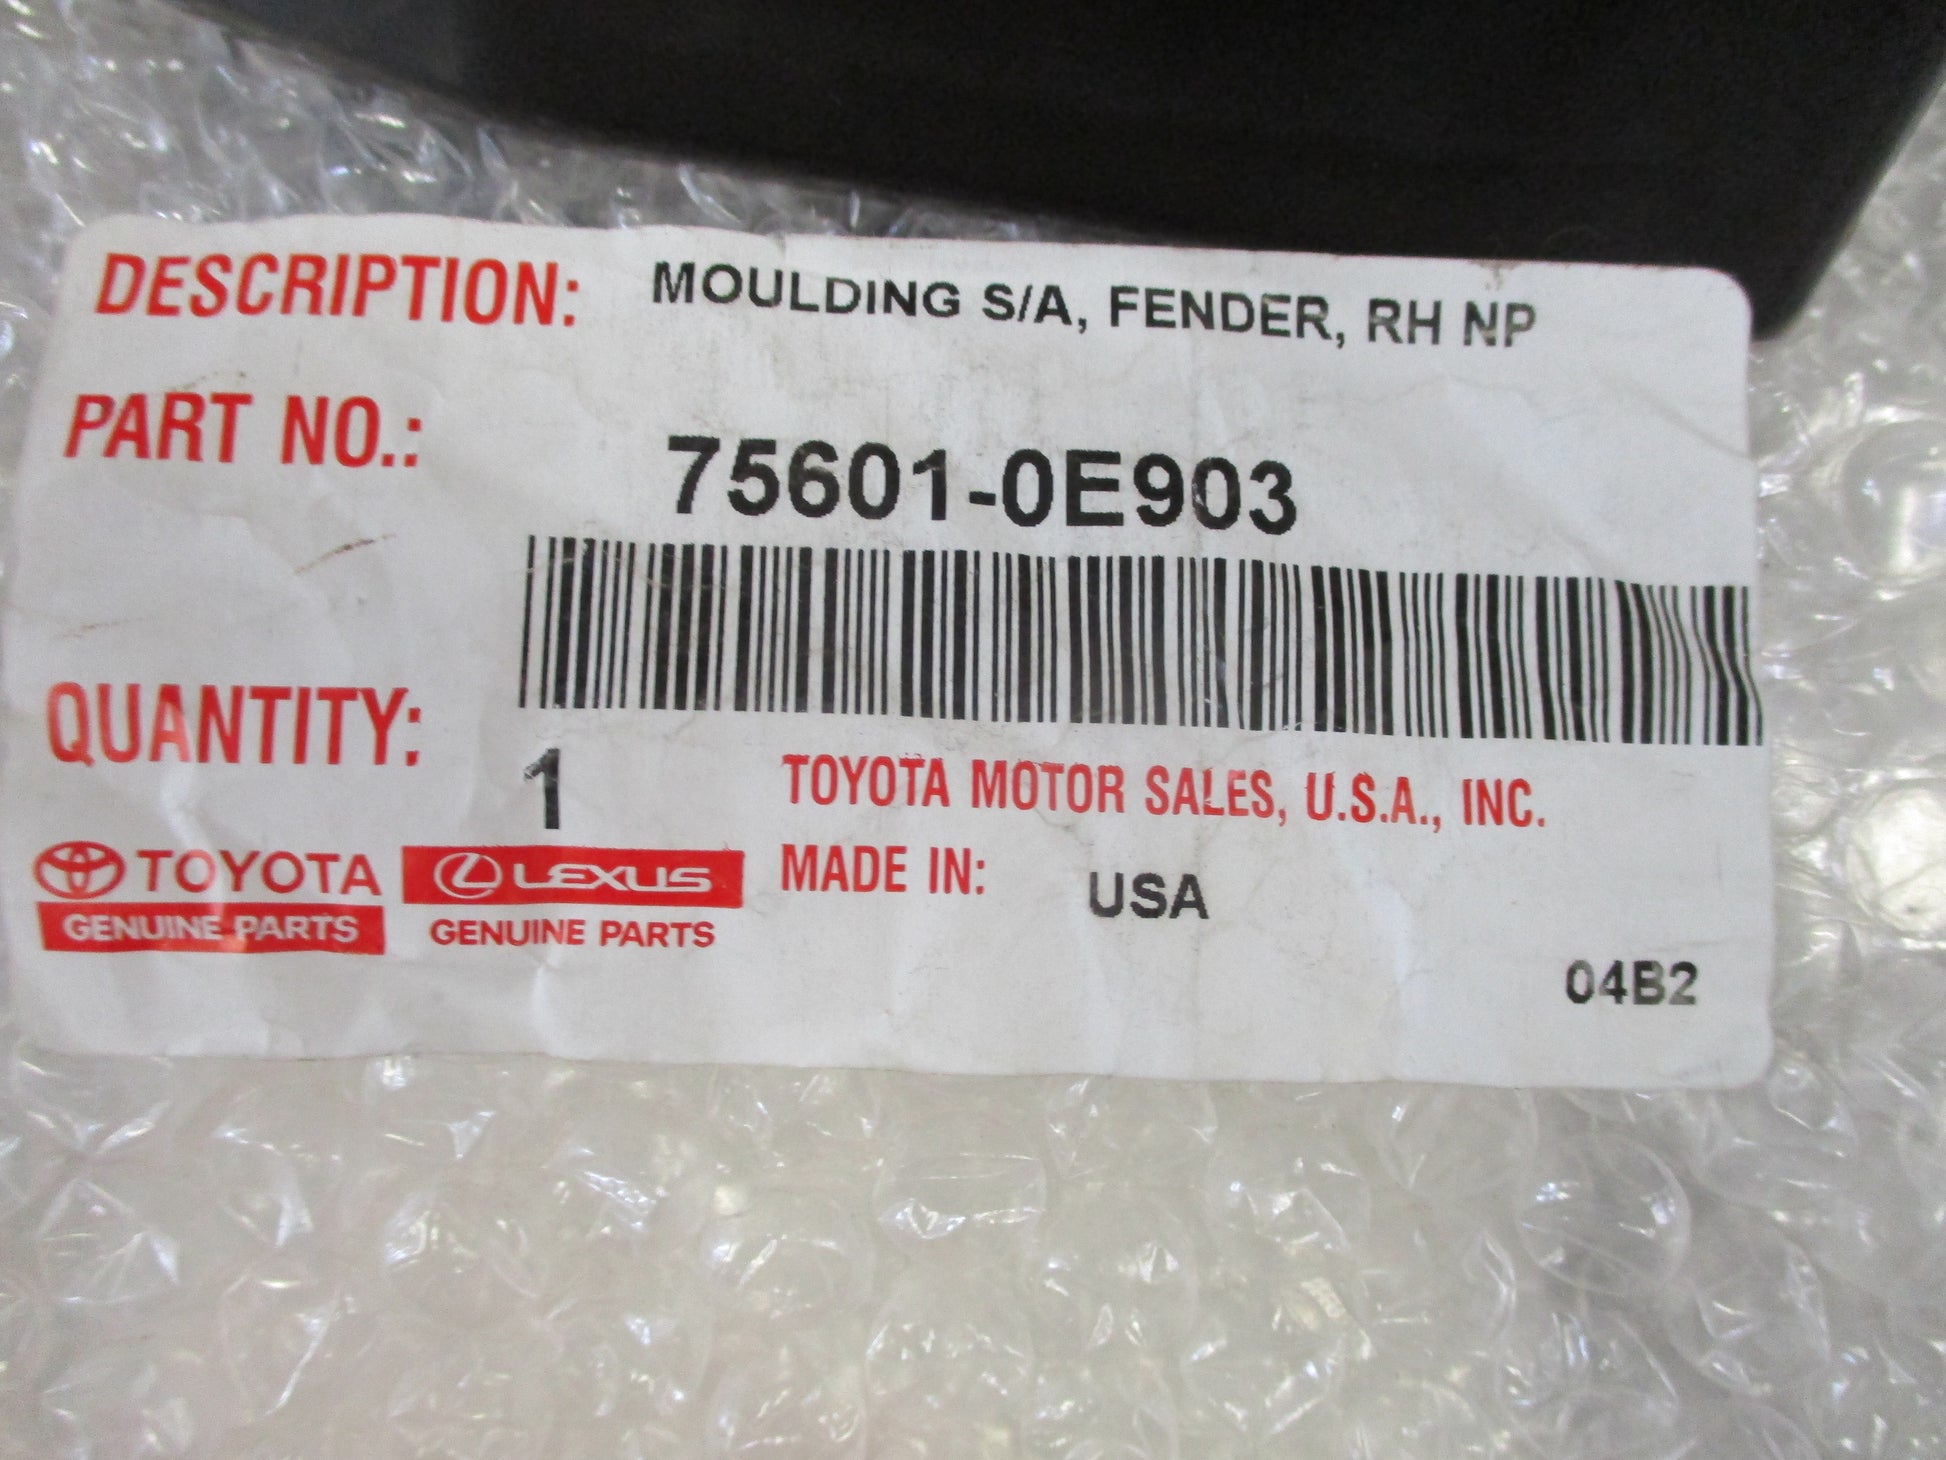 DESCRIPTION: MOULDING S/A, FENDER, RH NP
PART NO.: 75601-0E903
QUANTITY: 1
TOYOTA MOTOR SALES, U.S.A., INC.
TOYOTA
GENUINE PARTS
LEXUS
GENUINE PARTS
MADE IN: USA
04B2